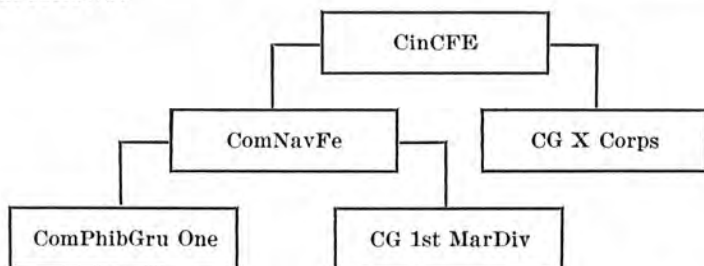 CinCFE
ComNavFe
CG X Corps
ComPhibGru One
CG 1st MarDiv